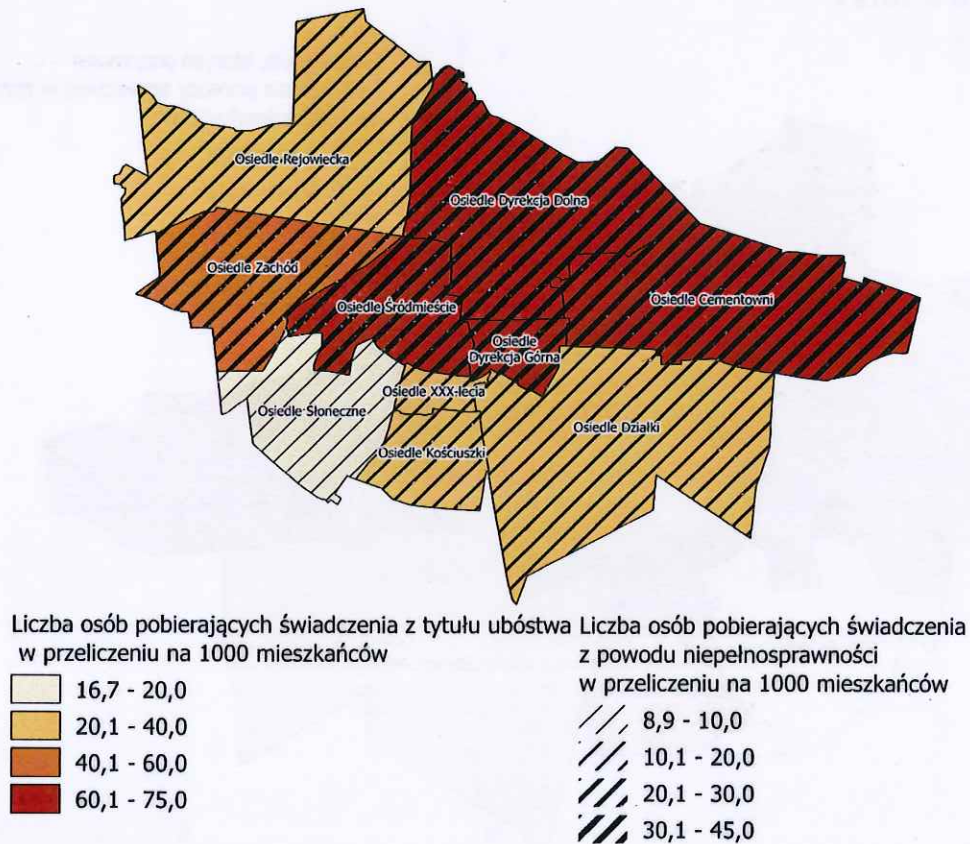 Osiedle Rejowiecka
Osiedle Dyrekcja Dolna
Osiedle Zachód
Osiedle Śródmieście
Osiedle Cementowni
Osiedle
Dyrekcja Górna
Osiedle XXX-lecia
Osiedle Słoneczne
Osiedle Działki
Osiedle Kościuszki
Liczba osób pobierających świadczenia z tytułu ubóstwa
w przeliczeniu na 1000 mieszkańców
16,7 - 20,0
20,1 - 40,0
40,1 - 60,0
60,1 - 75,0
Liczba osób pobierających świadczenia
z powodu niepełnosprawności
w przeliczeniu na 1000 mieszkańców
8,9 - 10,0
10,1 - 20,0
20,1 - 30,0
30,1 - 45,0